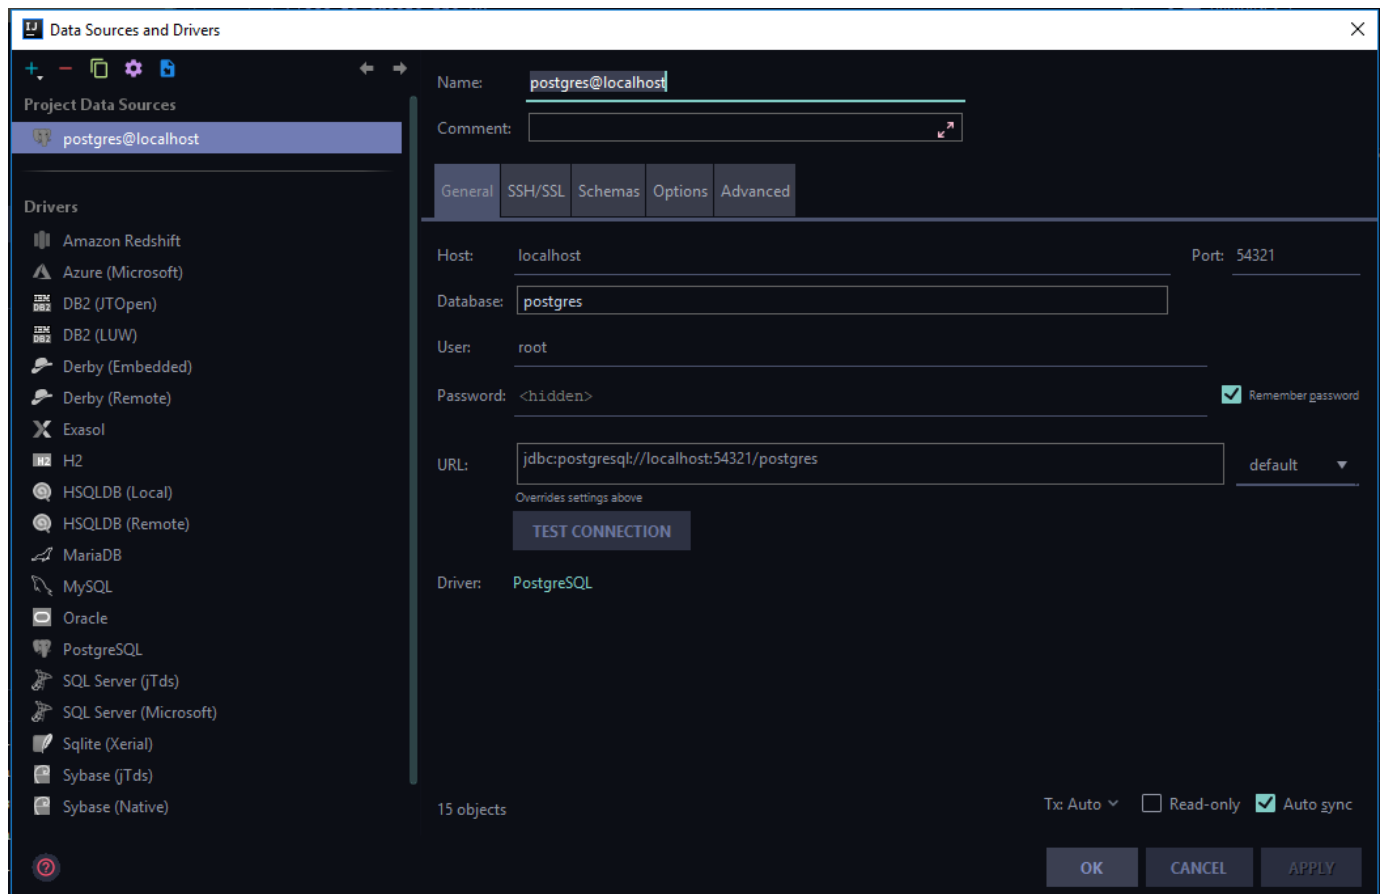 Data Sources and Drivers
Project Data Sources
postgres@localhost
Drivers
Amazon Redshift
Azure (Microsoft)
DB2 (JTOpen)
DB2 (LUW)
Derby (Embedded)
Derby (Remote)
Exasol
H2
HSQLDB (Local)
HSQLDB (Remote)
MariaDB
MySQL
Oracle
PostgreSQL
SQL Server (jTds)
SQL Server (Microsoft)
Sqlite (Xerial)
Sybase (jTds)
Sybase (Native)
Name: postgres@localhost
Comment:
General SSH/SSL Schemas Options Advanced
Host: localhost Port: 54321
Database: postgres
User: root
Password: <hidden> Remember password
URL: jdbc:postgresql://localhost:54321/postgres default
Overrides settings above
TEST CONNECTION
Driver: PostgreSQL
15 objects Tx: Auto Read-only Auto sync
OK CANCEL APPLY